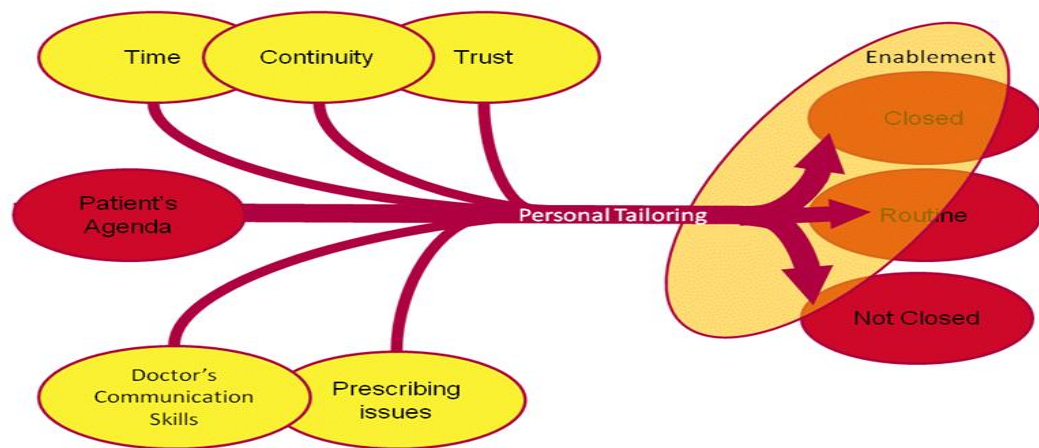 Time
Continuity
Trust
Enablement
Closed
Patient's
Agenda
Personal Tailoring
Routine
Not Closed
Doctor's
Communication
Skills
Prescribing
issues